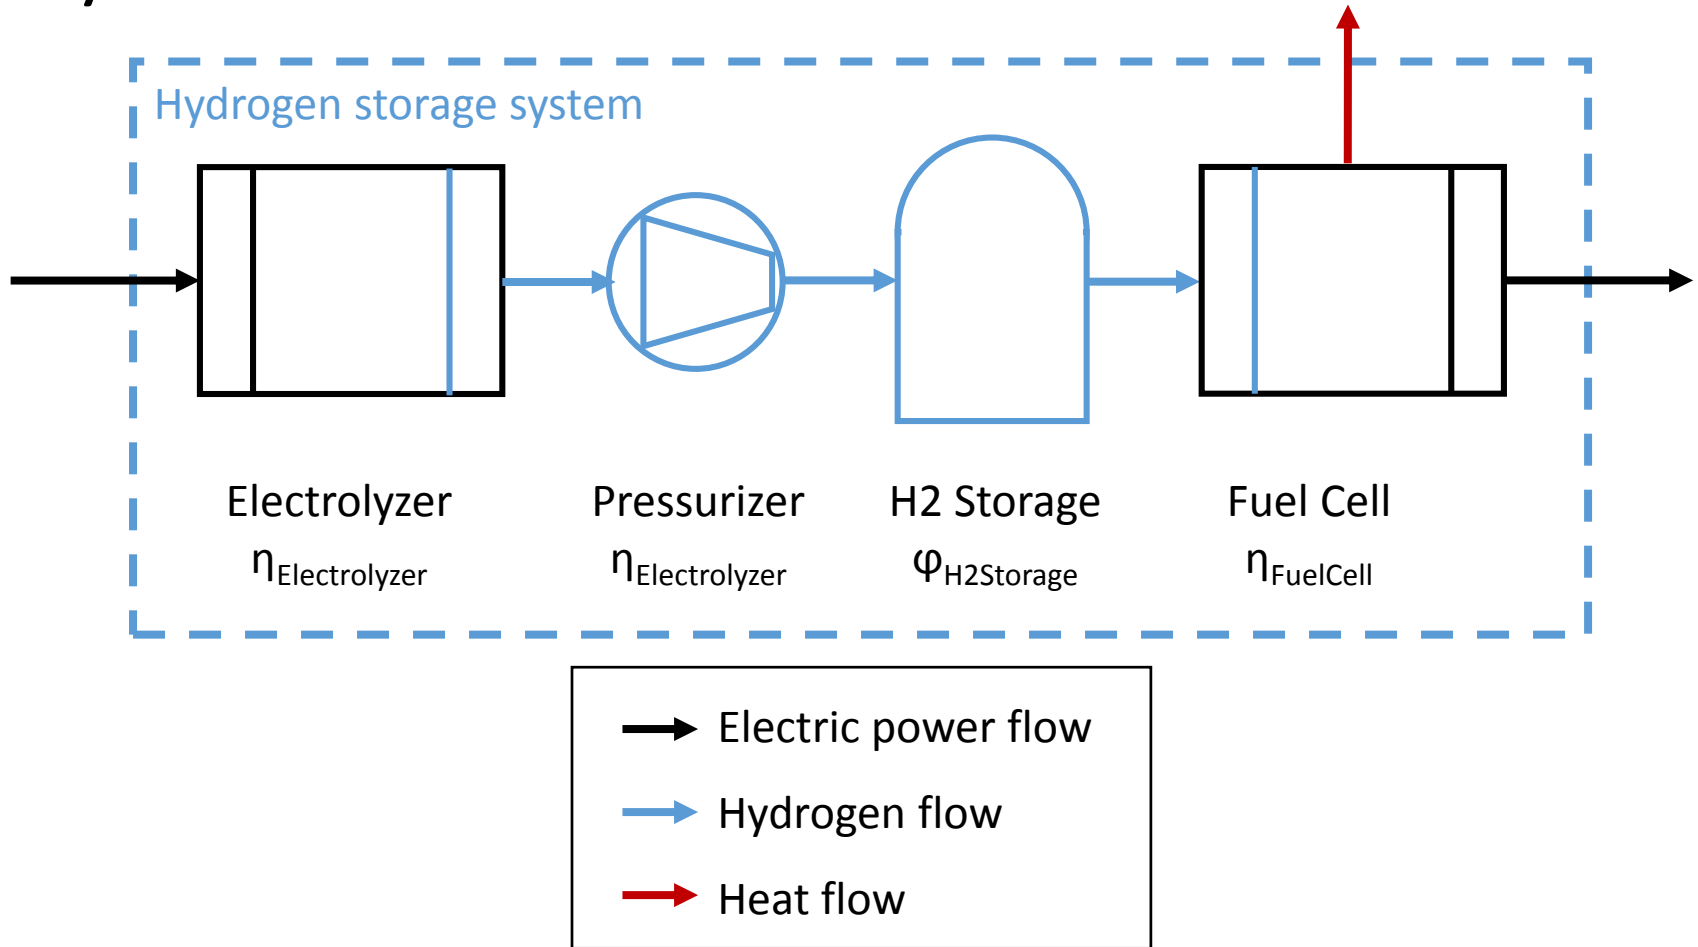 Hydrogen storage system
Electrolyzer Pressurizer H2 Storage Fuel Cell
ηElectrolyzer ηElectrolyzer φH2Storage ηFuelCell
Electric power flow
Hydrogen flow
Heat flow